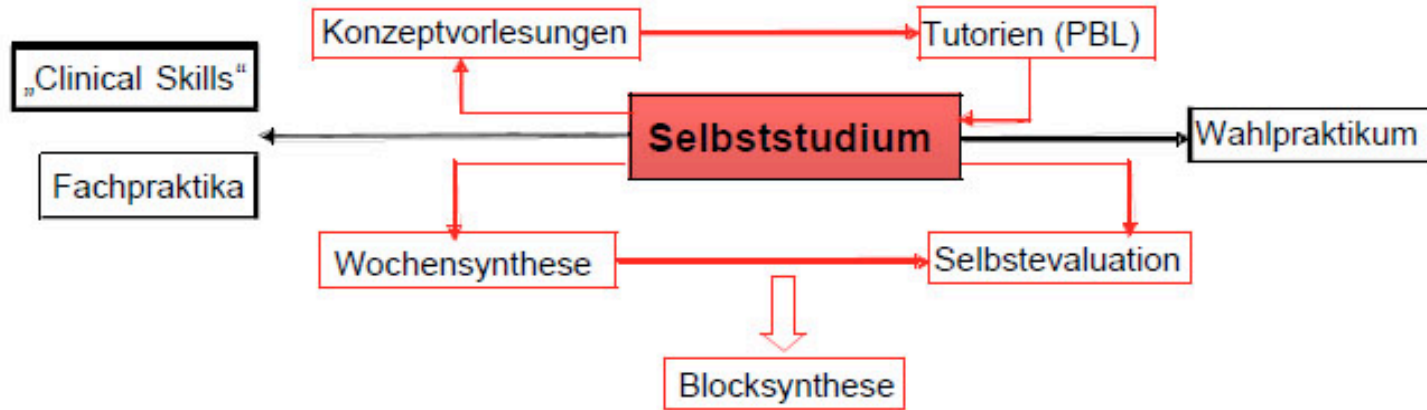 Konzeptvorlesungen
Tutorien (PBL)
„Clinical Skills“
Selbststudium
Wahlpraktikum
Fachpraktika
Wochensynthese
Selbstevaluation
Blocksynthese